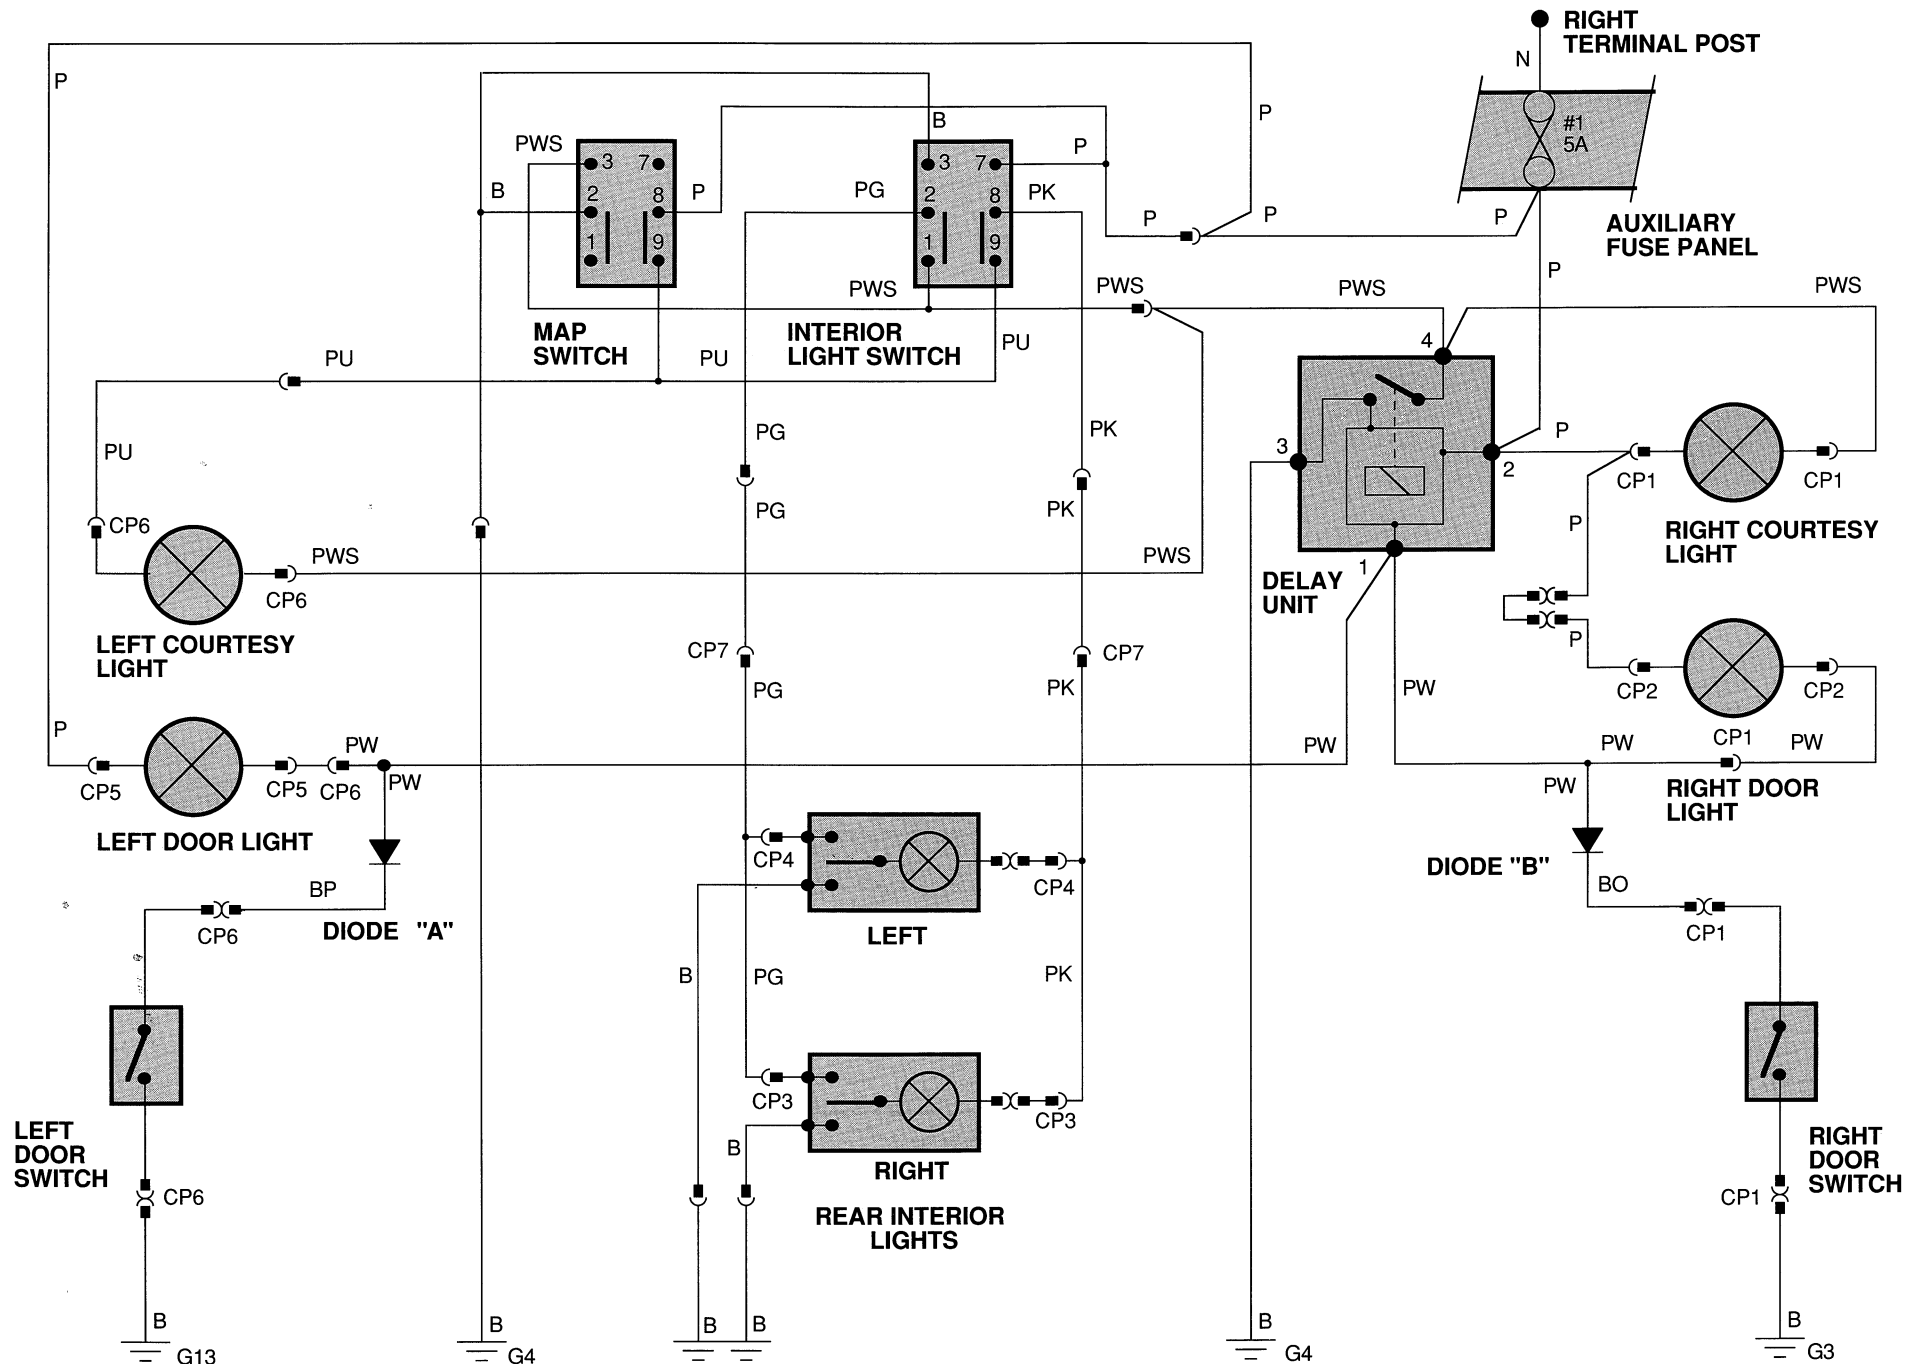 RIGHT
TERMINAL POST
N
P
P
B
#1
5A
PWS
3
7
3
7
P
B
2
8
P
PG
2
8
PK
P
P
P
AUXILIARY
FUSE PANEL
1
9
1
9
P
PWS
PWS
PWS
PWS
MAP
SWITCH
INTERIOR
LIGHT SWITCH
PU
PU
PU
4
PU
PG
PK
P
3
2
CP1
CP1
PG
PK
P
CP6
RIGHT COURTESY
LIGHT
PWS
PWS
CP6
1
DELAY
UNIT
LEFT COURTESY
LIGHT
CP7
CP7
P
PG
PK
PW
CP2
CP2
P
PW
PW
PW
CP1
PW
CP5
CP5
CP6
PW
PW
RIGHT DOOR
LIGHT
LEFT DOOR LIGHT
CP4
CP4
DIODE "B"
BP
BO
CP6
DIODE "A"
LEFT
CP1
B
PG
PK
CP3
CP3
LEFT
DOOR
SWITCH
B
RIGHT
RIGHT
DOOR
SWITCH
CP6
CP1
REAR INTERIOR
LIGHTS
B
B
B
B
B
B
G13
G4
G4
G3